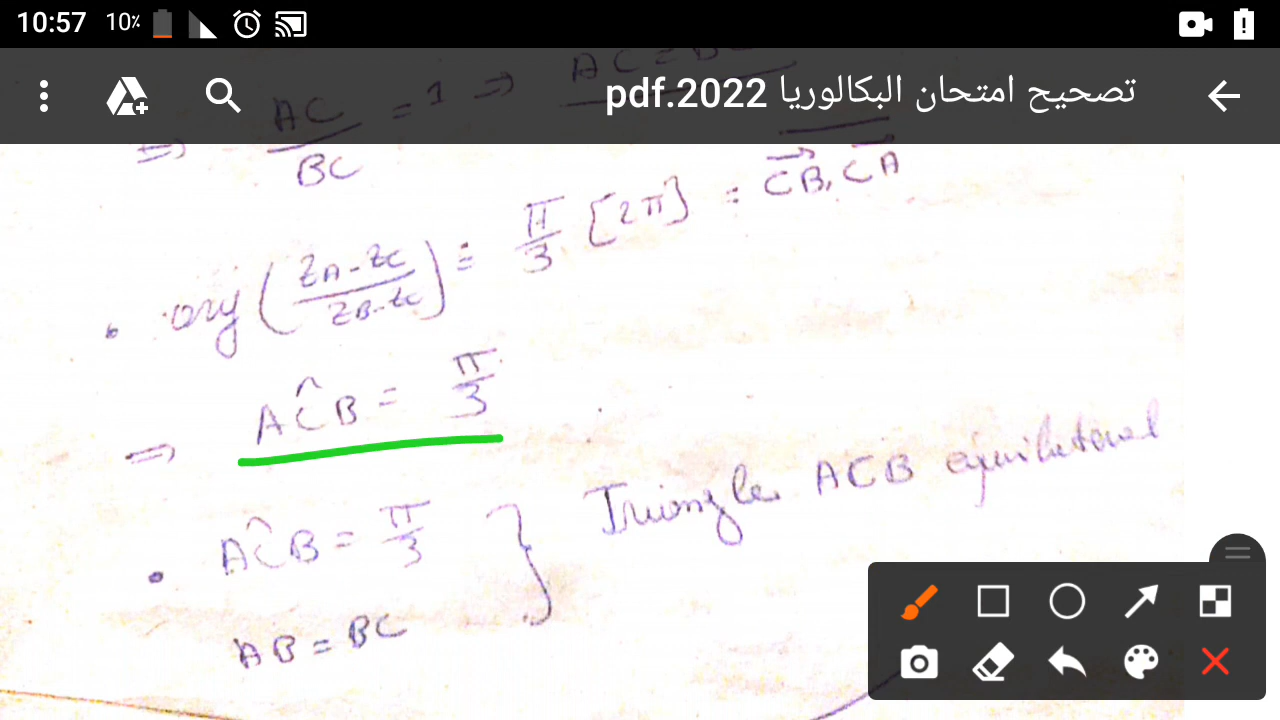 10:57 10%
تصحيح امتحان البكالوريا 2022.pdf
⇒ AC/BC = 1 ⇒ AC = BC
• arg(zA-zC/zB-zC) ≡ π/3 [2π] ≡ CB, CA
⇒ AĈB = π/3
• AĈB = π/3 } Triangle ACB equilateral
AB = BC